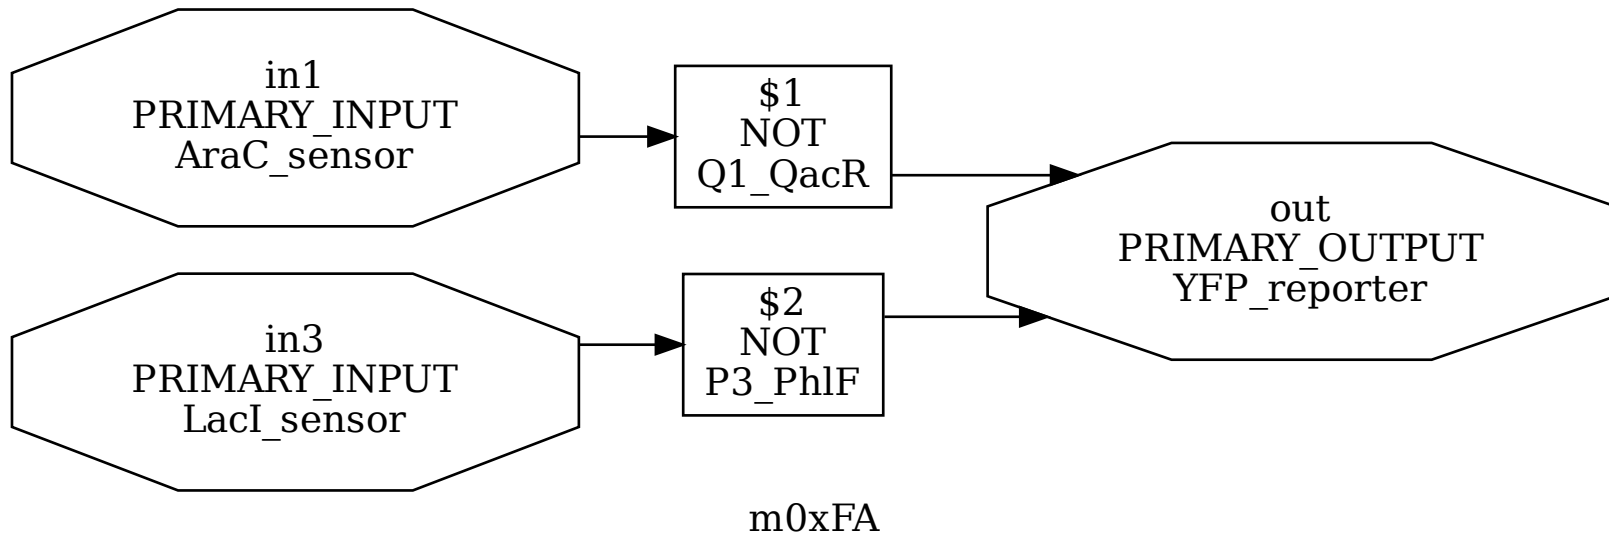 in1
PRIMARY_INPUT
AraC_sensor
$1
NOT
Q1_QacR
out
PRIMARY_OUTPUT
YFP_reporter
in3
PRIMARY_INPUT
LacI_sensor
$2
NOT
P3_PhlF
m0xFA